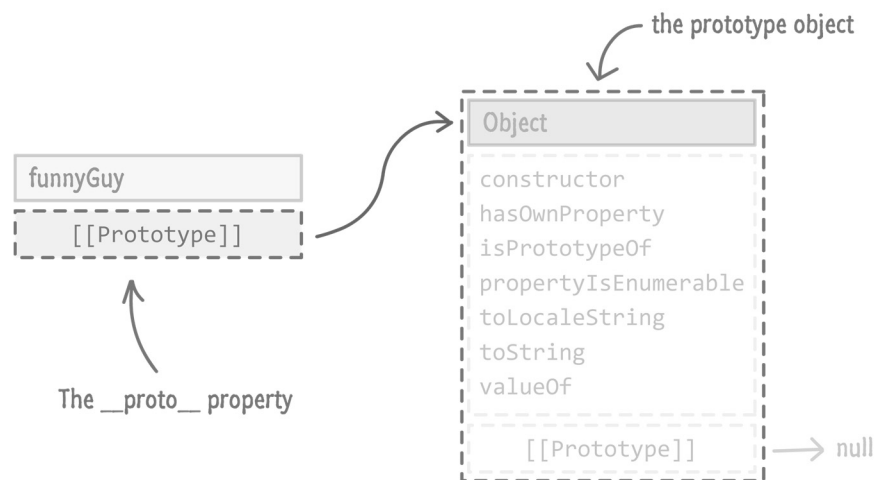 the prototype object
Object
funnyGuy
[[Prototype]]
The __proto__ property
constructor
hasOwnProperty
isPrototypeOf
propertyIsEnumerable
toLocaleString
toString
valueOf
[[Prototype]]
null